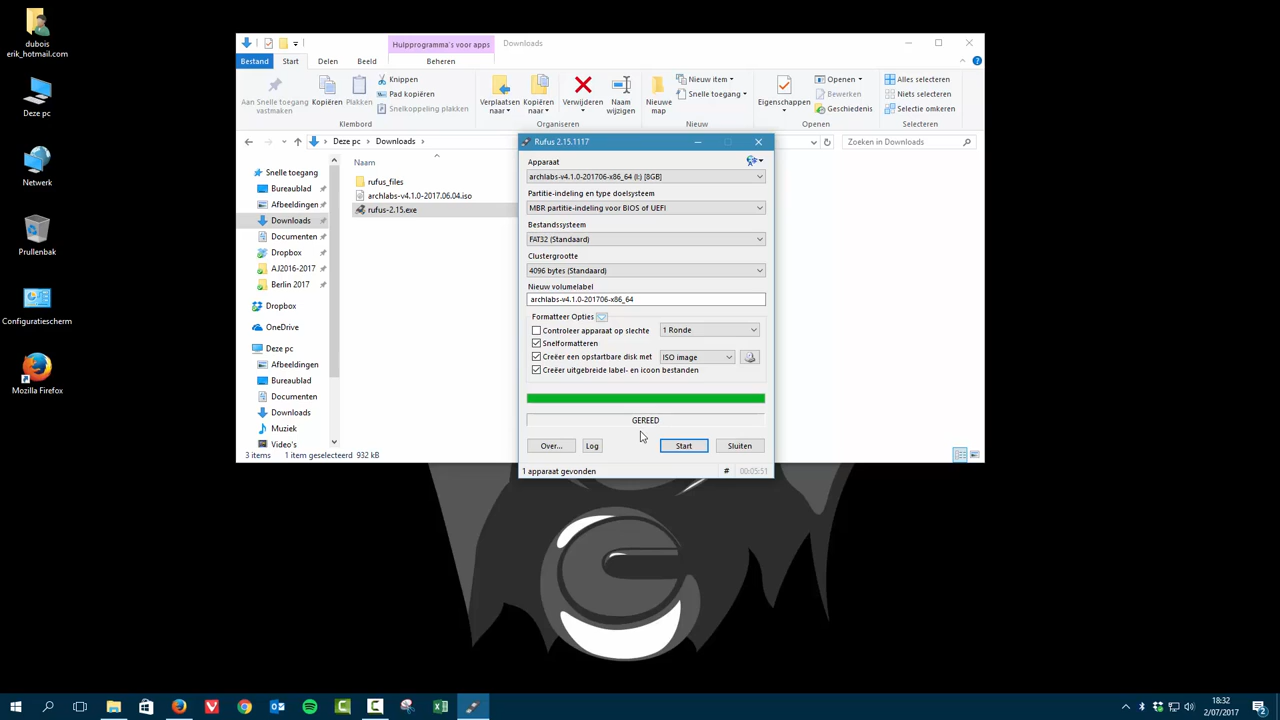 dubois
erik_hotmail.com
Deze pc
Netwerk
Prullenbak
Configuratiescherm
Mozilla Firefox
Hulpprogramma's voor apps
Downloads
Bestand
Start
Delen
Beeld
Beheren
Aan Snelle toegang
vastmaken
Kopiëren
Plakken
Knippen
Pad kopiëren
Snelkoppeling plakken
Klembord
Verplaatsen
naar
Kopiëren
naar
Verwijderen
Naam
wijzigen
Organiseren
Nieuwe
map
Nieuw item
Snelle toegang
Nieuw
Eigenschappen
Openen
Bewerken
Geschiedenis
Openen
Alles selecteren
Niets selecteren
Selectie omkeren
Selecteren
Deze pc
Downloads
Zoeken in Downloads
Snelle toegang
Bureaublad
Afbeeldingen
Downloads
Documenten
Dropbox
AJ2016-2017
Berlin 2017
Dropbox
OneDrive
Deze pc
Afbeeldingen
Bureaublad
Documenten
Downloads
Muziek
Video's
Naam
rufus_files
archlabs-v4.1.0-2017.06.04.iso
rufus-2.15.exe
3 items 1 item geselecteerd 932 kB
Rufus 2.15.1117
Apparaat
archlabs-v4.1.0-201706-x86_64 (I:) [8GB]
Partitie-indeling en type doelsysteem
MBR partitie-indeling voor BIOS of UEFI
Bestandssysteem
FAT32 (Standaard)
Clustergrootte
4096 bytes (Standaard)
Nieuw volumelabel
archlabs-v4.1.0-201706-x86_64
Formatteer Opties
Controleer apparaat op slechte 1 Ronde
Snelformatteren
Creëer een opstartbare disk met ISO image
Creëer uitgebreide label- en icoon bestanden
GEREED
Over... Log Start Sluiten
1 apparaat gevonden # 00:05:51
18:32
2/07/2017
2